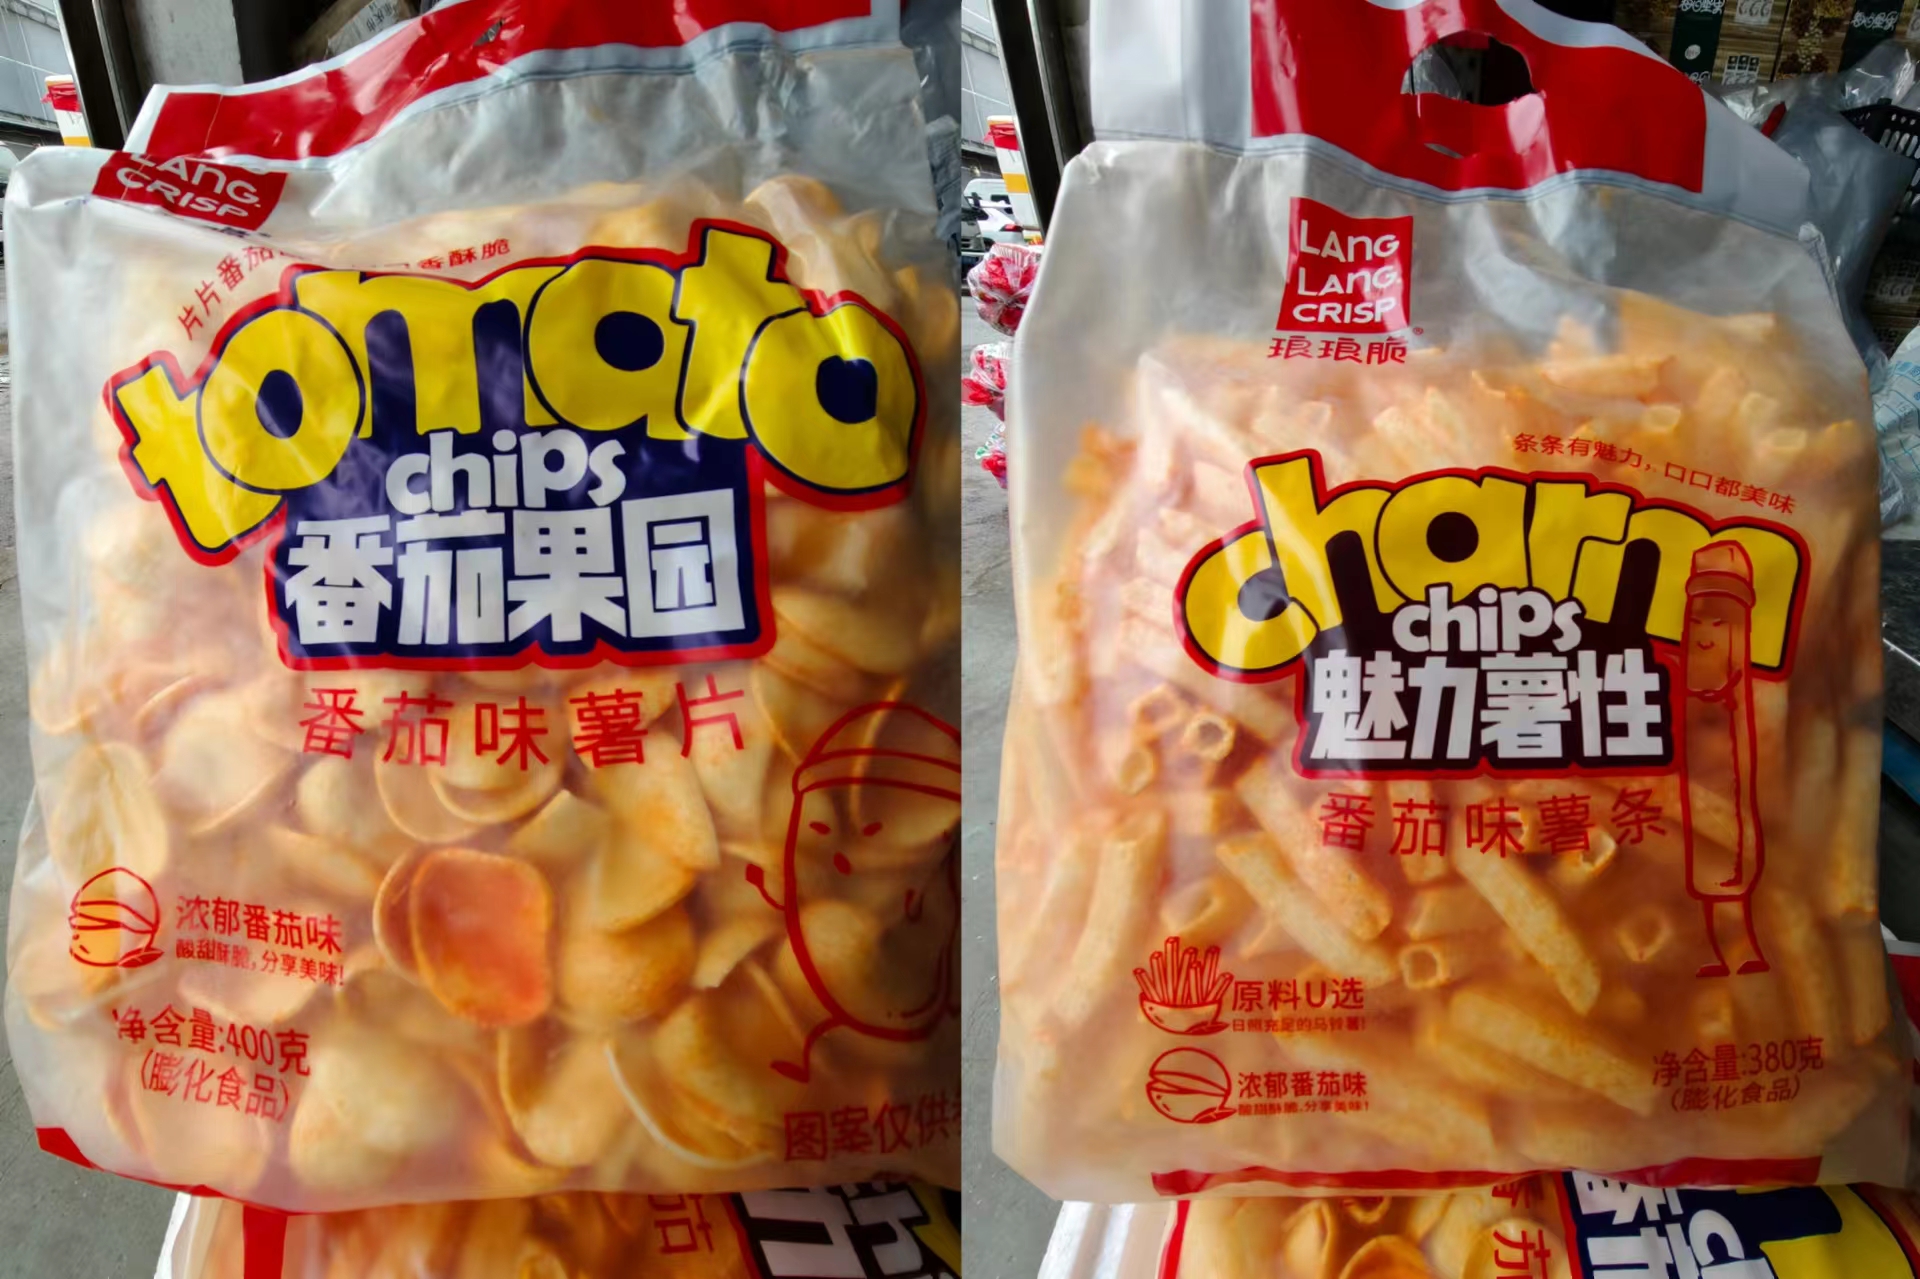 LANG
CRISP
片片番茄
香酥脆
tomato
chips
番茄果园
番茄味薯片
浓郁番茄味
酸甜酥脆,分享美味!
净含量:400克
(膨化食品)
图案仅供
LANG
LANG
CRISP
琅琅脆
条条有魅力,口口都美味
charm
chips
魅力薯性
番茄味薯条
原料U选
日照充足的马铃薯!
浓郁番茄味
酸甜酥脆,分享美味!
净含量:380克
(膨化食品)